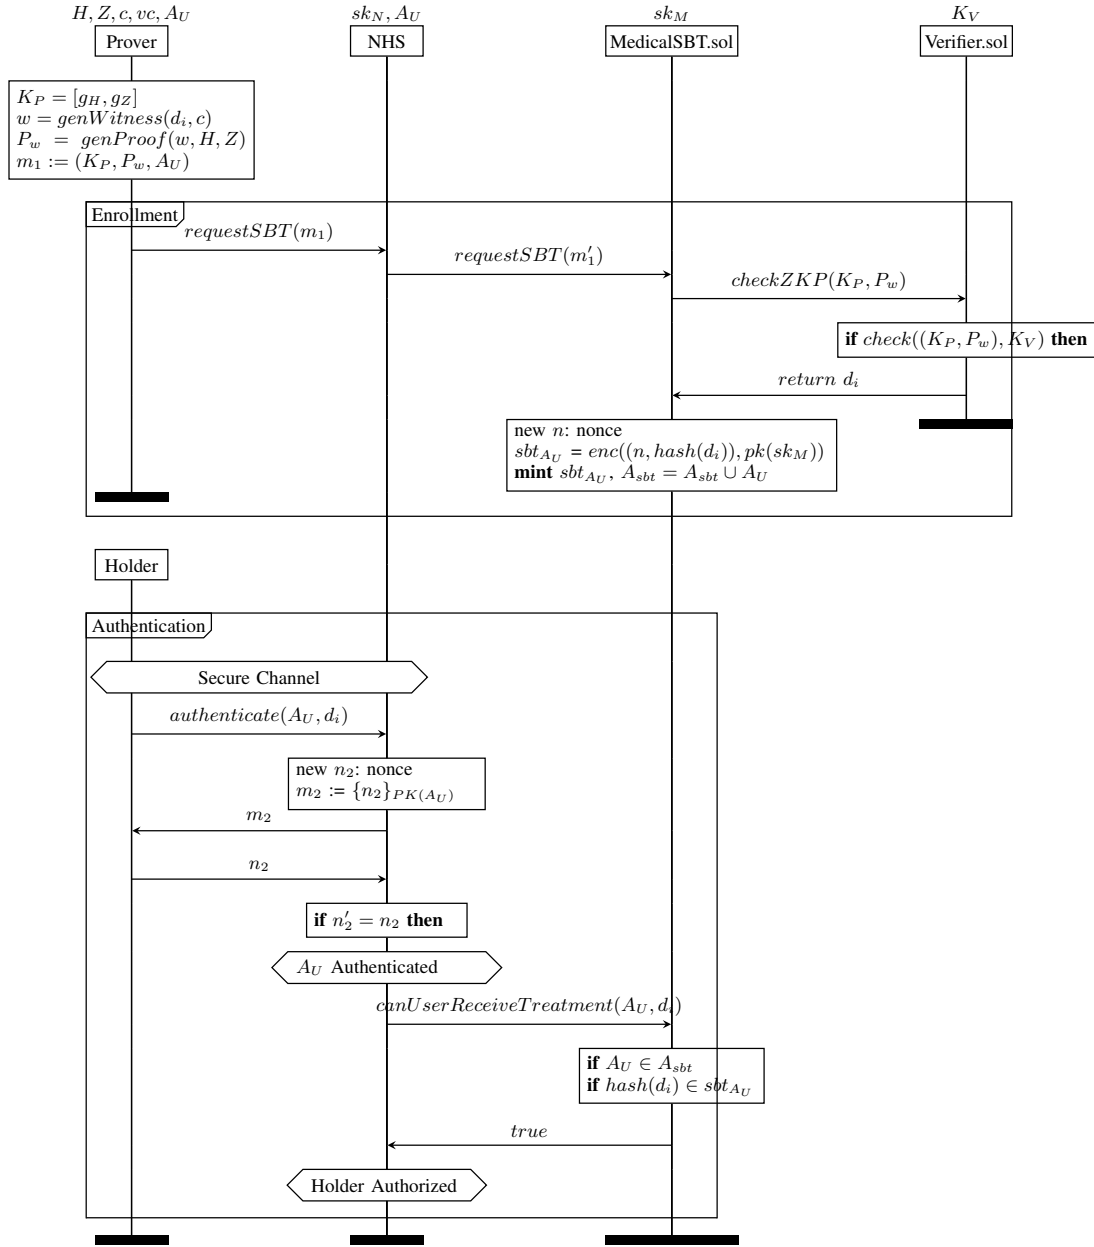 H, Z, c, vc, A_U
sk_N, A_U
sk_M
K_V
Prover
NHS
MedicalSBT.sol
Verifier.sol
K_P = [g_H, g_Z]
w = genWitness(d_i, c)
P_w = genProof(w, H, Z)
m_1 := (K_P, P_w, A_U)
Enrollment
requestSBT(m_1)
requestSBT(m_1′)
checkZKP(K_P, P_w)
if check((K_P, P_w), K_V) then
return d_i
new n: nonce
sbt_{A_U} = enc((n, hash(d_i)), pk(sk_M))
mint sbt_{A_U}, A_sbt = A_sbt ∪ A_U
Holder
Authentication
Secure Channel
authenticate(A_U, d_i)
new n_2: nonce
m_2 := {n_2}_{PK(A_U)}
m_2
n_2
if n_2′ = n_2 then
A_U Authenticated
canUserReceiveTreatment(A_U, d_i)
if A_U ∈ A_sbt
if hash(d_i) ∈ sbt_{A_U}
true
Holder Authorized